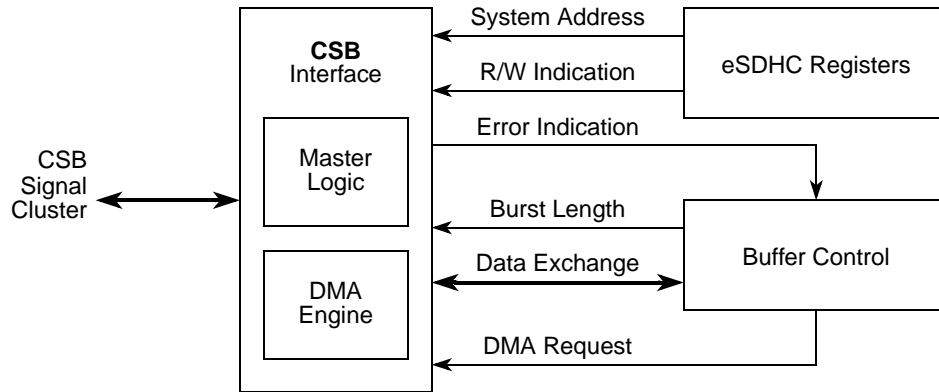 System Address
CSB
Interface
eSDHC Registers
R/W Indication
Error Indication
Master
Logic
CSB
Signal
Cluster
Burst Length
Buffer Control
Data Exchange
DMA
Engine
DMA Request